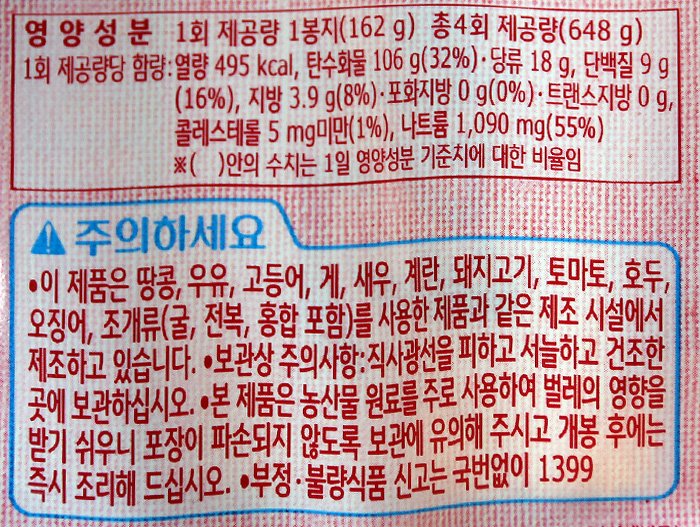 영양성분 1회 제공량 1봉지(162 g) 총4회 제공량(648 g)
1회 제공량당 함량:열량 495 kcal, 탄수화물 106 g(32%)·당류 18 g, 단백질 9 g
(16%), 지방 3.9 g(8%)·포화지방 0 g(0%)·트랜스지방 0 g,
콜레스테롤 5 mg미만(1%), 나트륨 1,090 mg(55%)
※( )안의 수치는 1일 영양성분 기준치에 대한 비율임
주의하세요
•이 제품은 땅콩, 우유, 고등어, 게, 새우, 계란, 돼지고기, 토마토, 호두,
오징어, 조개류(굴, 전복, 홍합 포함)를 사용한 제품과 같은 제조 시설에서
제조하고 있습니다. •보관상 주의사항:직사광선을 피하고 서늘하고 건조한
곳에 보관하십시오. •본 제품은 농산물 원료를 주로 사용하여 벌레의 영향을
받기 쉬우니 포장이 파손되지 않도록 보관에 유의해 주시고 개봉 후에는
즉시 조리해 드십시오. •부정·불량식품 신고는 국번없이 1399